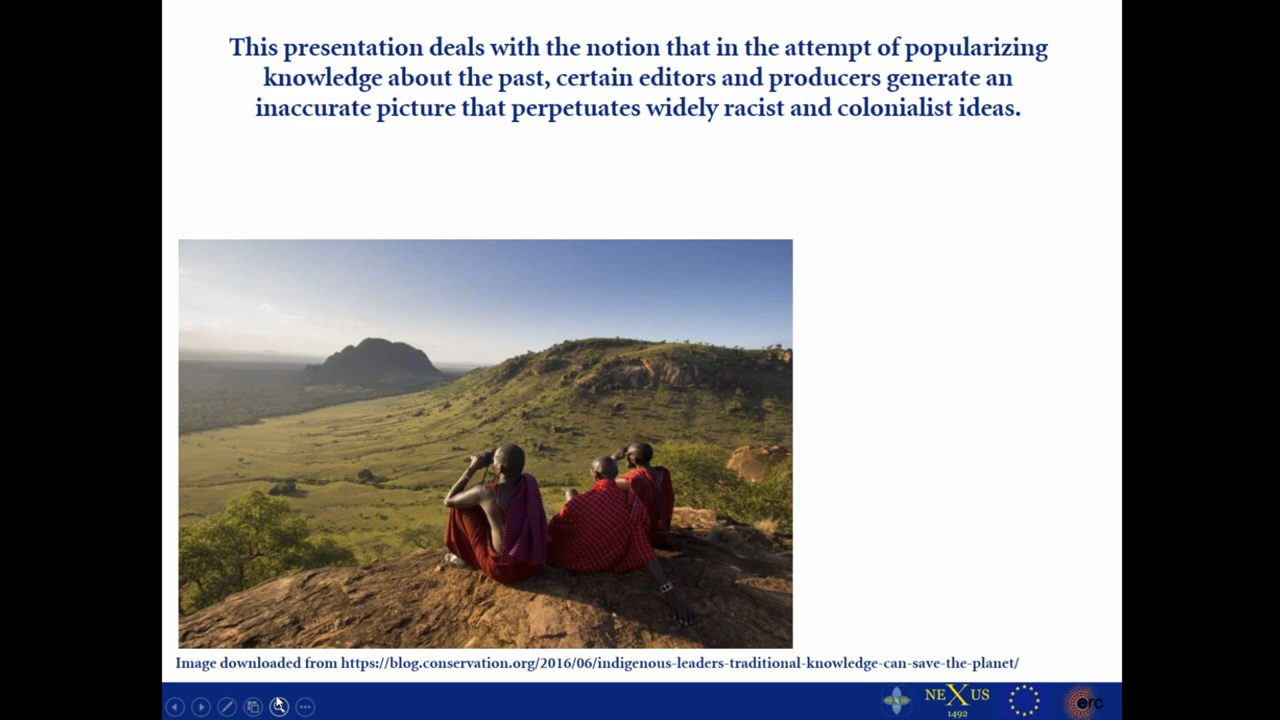 This presentation deals with the notion that in the attempt of popularizing
knowledge about the past, certain editors and producers generate an
inaccurate picture that perpetuates widely racist and colonialist ideas.
Image downloaded from https://blog.conservation.org/2016/06/indigenous-leaders-traditional-knowledge-can-save-the-planet/
NEXUS
1492
erc